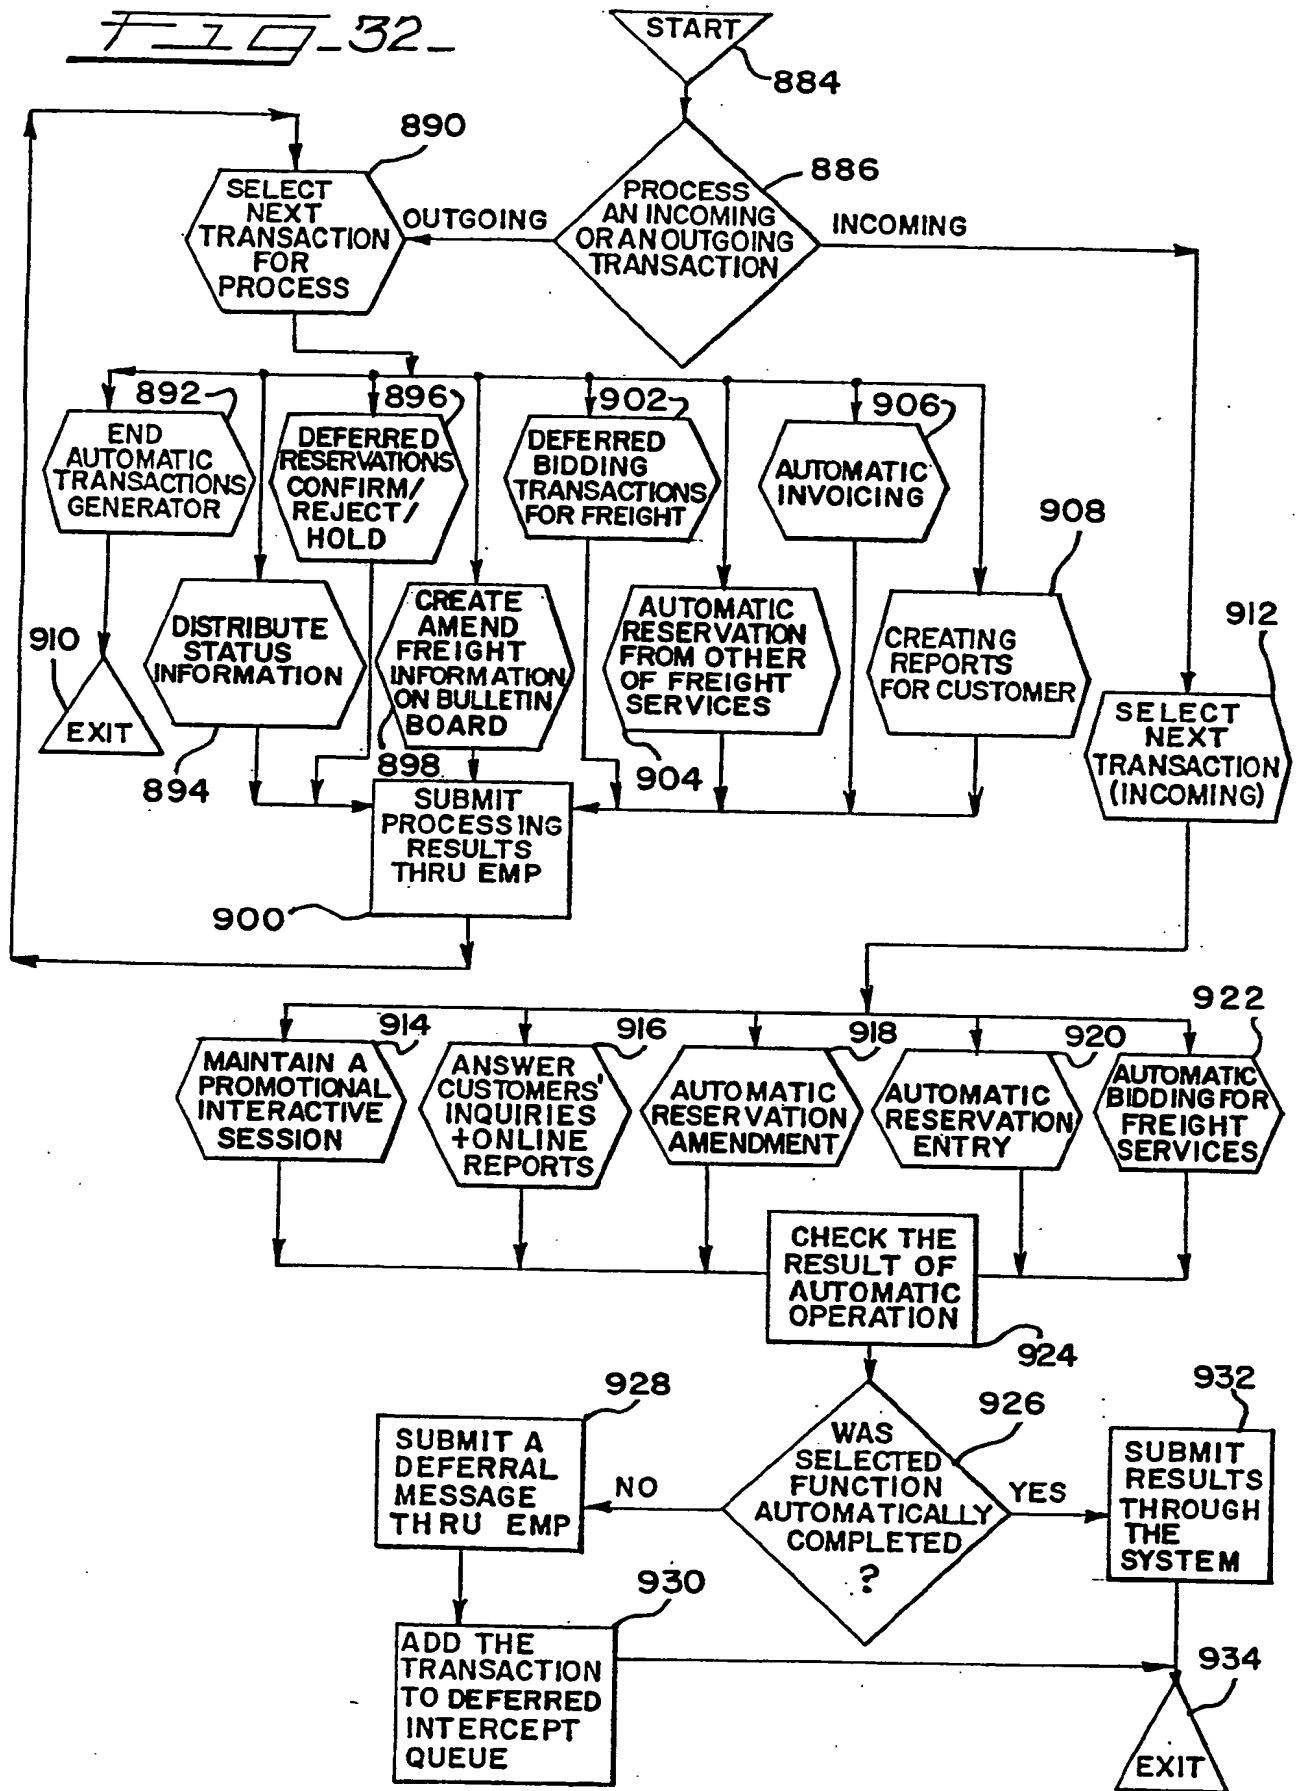 FIG-32-
START
884
890
886
SELECT
NEXT
TRANSACTION
FOR
PROCESS
OUTGOING
PROCESS
AN INCOMING
OR AN OUTGOING
TRANSACTION
INCOMING
892
896
902
906
END
AUTOMATIC
TRANSACTIONS
GENERATOR
DEFERRED
RESERVATIONS
CONFIRM/
REJECT/
HOLD
DEFERRED
BIDDING
TRANSACTIONS
FOR FREIGHT
AUTOMATIC
INVOICING
908
910
EXIT
DISTRIBUTE
STATUS
INFORMATION
894
CREATE
AMEND
FREIGHT
INFORMATION
ON BULLETIN
BOARD
898
AUTOMATIC
RESERVATION
FROM OTHER
OF FREIGHT
SERVICES
904
CREATING
REPORTS
FOR CUSTOMER
912
SELECT
NEXT
TRANSACTION
(INCOMING)
SUBMIT
PROCESSING
RESULTS
THRU EMP
900
914
916
918
920
922
MAINTAIN A
PROMOTIONAL
INTERACTIVE
SESSION
ANSWER
CUSTOMERS'
INQUIRIES
+ONLINE
REPORTS
AUTOMATIC
RESERVATION
AMENDMENT
AUTOMATIC
RESERVATION
ENTRY
AUTOMATIC
BIDDING FOR
FREIGHT
SERVICES
CHECK THE
RESULT OF
AUTOMATIC
OPERATION
924
928
926
932
SUBMIT A
DEFERRAL
MESSAGE
THRU EMP
NO
WAS
SELECTED
FUNCTION
AUTOMATICALLY
COMPLETED
?
YES
SUBMIT
RESULTS
THROUGH
THE
SYSTEM
930
ADD THE
TRANSACTION
TO DEFERRED
INTERCEPT
QUEUE
934
EXIT